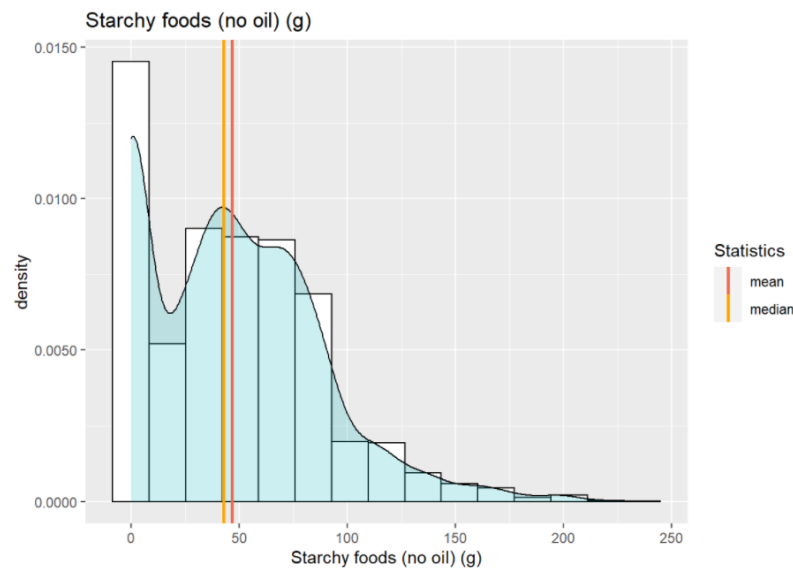 Starchy foods (no oil) (g)
0.0150
0.0100
0.0050
0.0000
density
0 50 100 150 200 250
Starchy foods (no oil) (g)
Statistics
mean
median